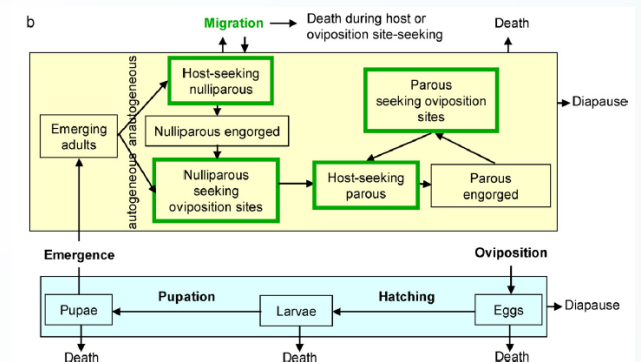 b
Migration
Death during host or
oviposition site-seeking
Death
Host-seeking
nulliparous
anautogeneous
Parous
seeking oviposition
sites
Diapause
Emerging
adults
Nulliparous engorged
autogeneous
Nulliparous
seeking
oviposition sites
Host-seeking
parous
Parous
engorged
Emergence
Oviposition
Pupae
Pupation
Larvae
Hatching
Eggs
Diapause
Death
Death
Death